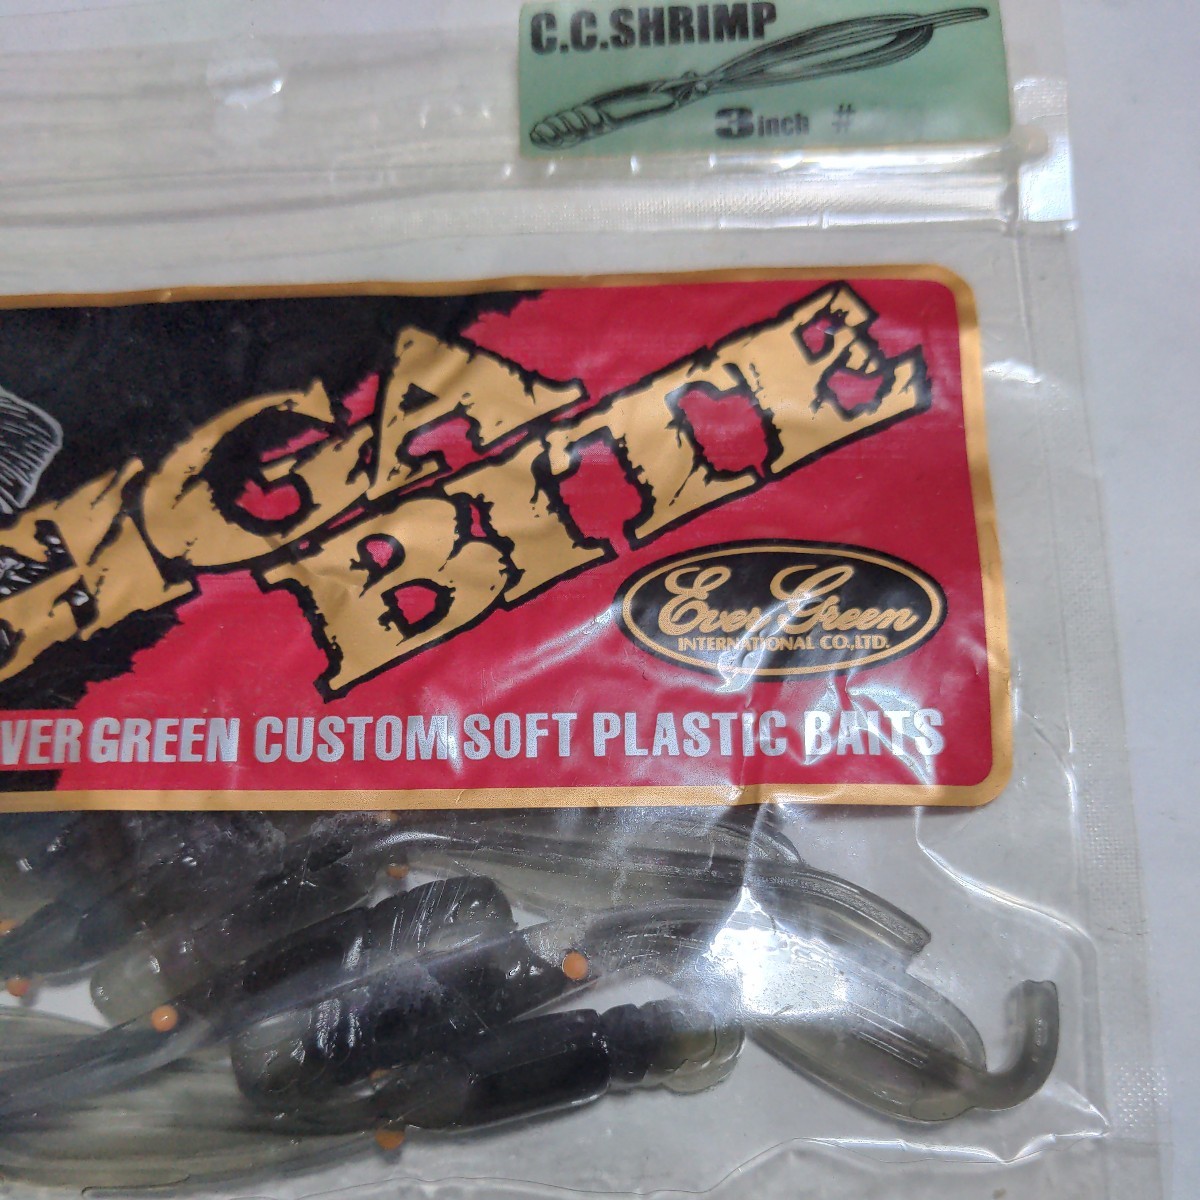 C.C.SHRIMP
3inch #
GA
BITE
Ever Green
INTERNATIONAL CO.,LTD.
VER GREEN CUSTOM SOFT PLASTIC BAITS